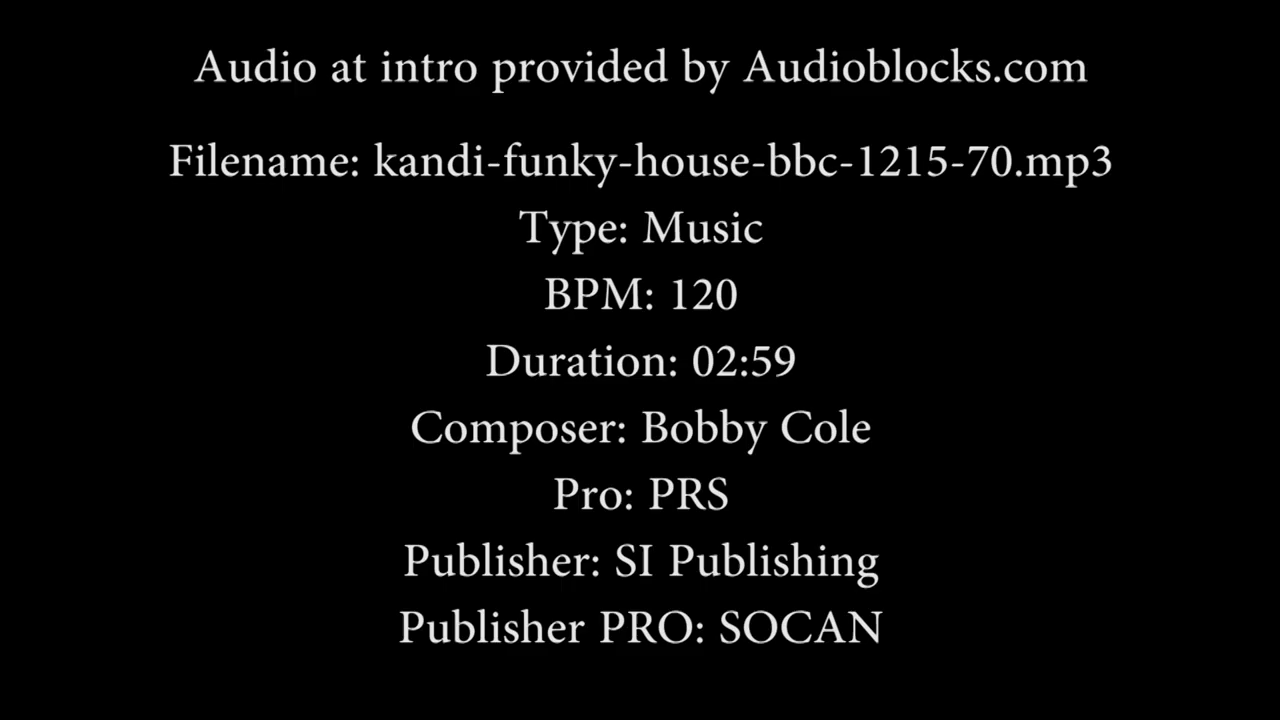 Audio at intro provided by Audioblocks.com
Filename: kandi-funky-house-bbc-1215-70.mp3
Type: Music
BPM: 120
Duration: 02:59
Composer: Bobby Cole
Pro: PRS
Publisher: SI Publishing
Publisher PRO: SOCAN